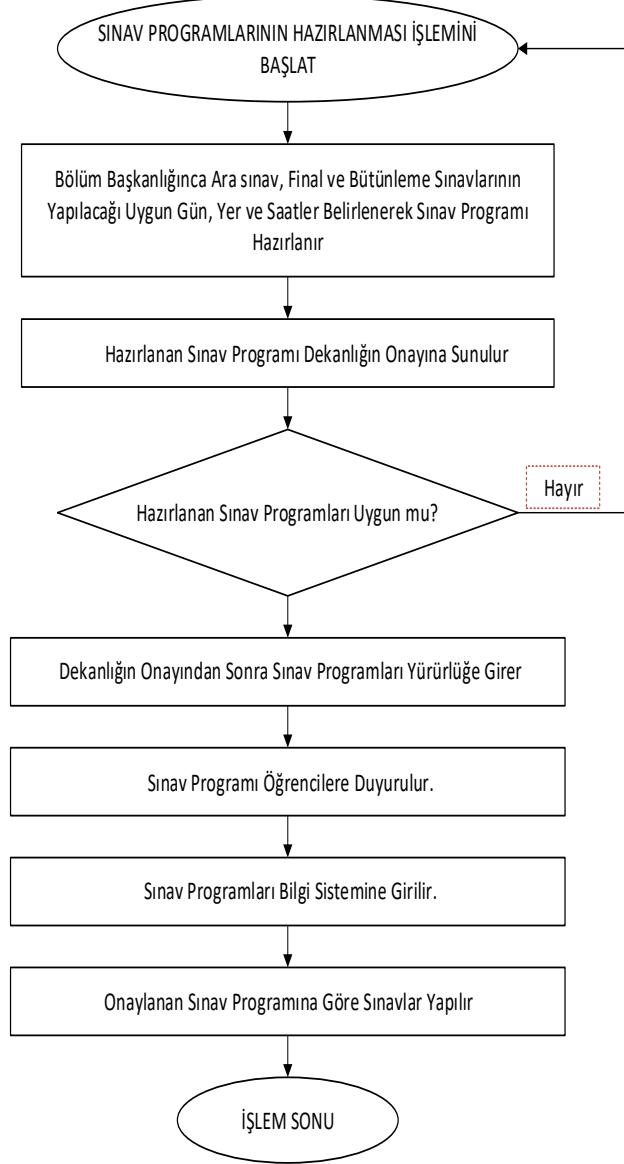 SINAV PROGRAMLARININ HAZIRLANMASI İŞLEMİNİ
BAŞLAT
Bölüm Başkanlığınca Ara sınav, Final ve Bütünleme Sınavlarının
Yapılacağı Uygun Gün, Yer ve Saatler Belirlenerek Sınav Programı
Hazırlanır
Hazırlanan Sınav Programı Dekanlığın Onayına Sunulur
Hazırlanan Sınav Programları Uygun mu?
Hayır
Dekanlığın Onayından Sonra Sınav Programları Yürürlüğe Girer
Sınav Programı Öğrencilere Duyurulur.
Sınav Programları Bilgi Sistemine Girilir.
Onaylanan Sınav Programına Göre Sınavlar Yapılır
İŞLEM SONU